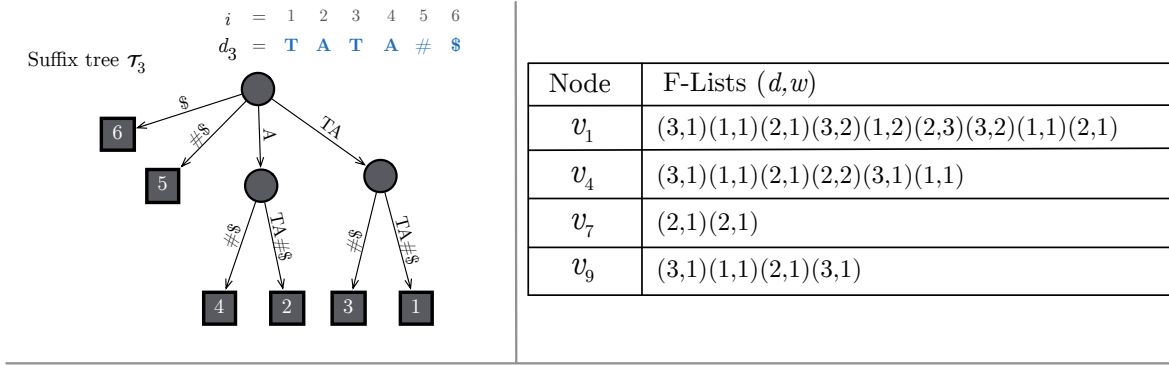 i = 1 2 3 4 5 6
d3 = T A T A # $
Suffix tree 𝒯3
$
#$
A
TA
6
5
#$
TA#$
#$
TA#$
4
2
3
1
Node F-Lists (d,w)
v1 (3,1)(1,1)(2,1)(3,2)(1,2)(2,3)(3,2)(1,1)(2,1)
v4 (3,1)(1,1)(2,1)(2,2)(3,1)(1,1)
v7 (2,1)(2,1)
v9 (3,1)(1,1)(2,1)(3,1)